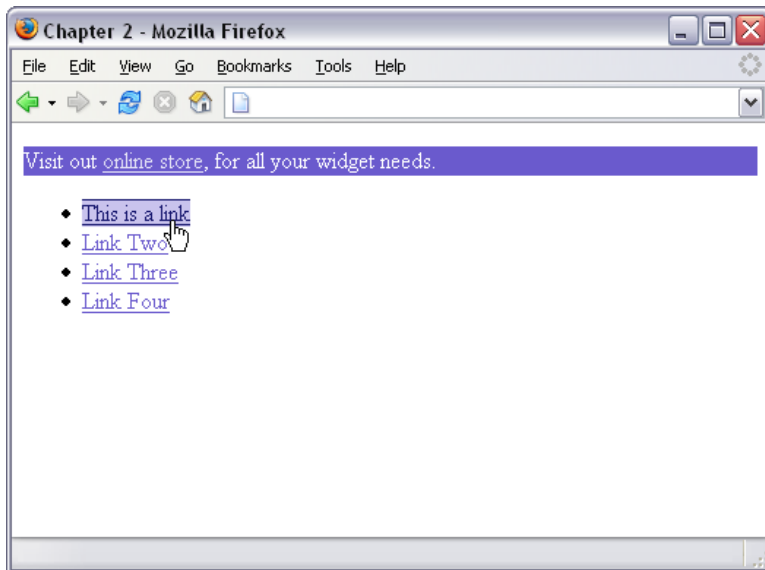 Chapter 2 - Mozilla Firefox
File Edit View Go Bookmarks Tools Help
Visit out online store, for all your widget needs.
This is a link
Link Two
Link Three
Link Four